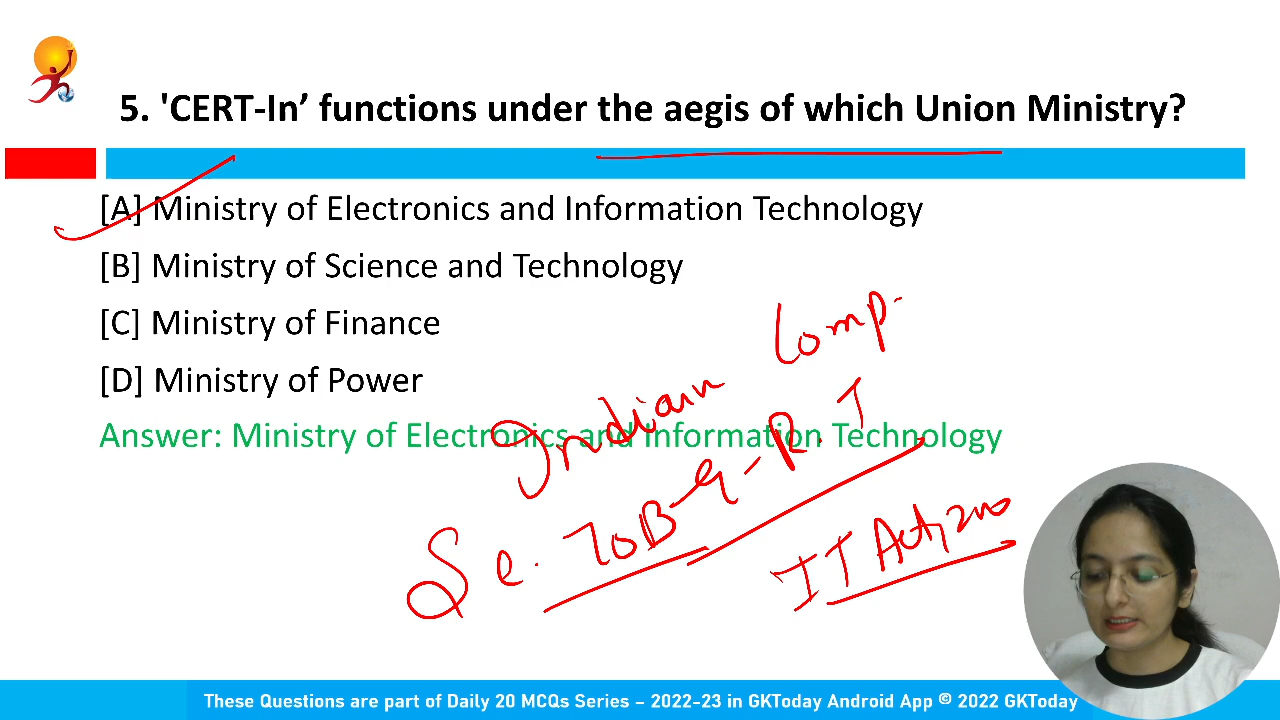 5. 'CERT-In’ functions under the aegis of which Union Ministry?
[A] Ministry of Electronics and Information Technology
[B] Ministry of Science and Technology
[C] Ministry of Finance
[D] Ministry of Power
Answer: Ministry of Electronics and Information Technology
Indian Comp.
Se. 70B
R. T
IT Act,
These Questions are part of Daily 20 MCQs Series – 2022-23 in GKToday Android App © 2022 GKToday